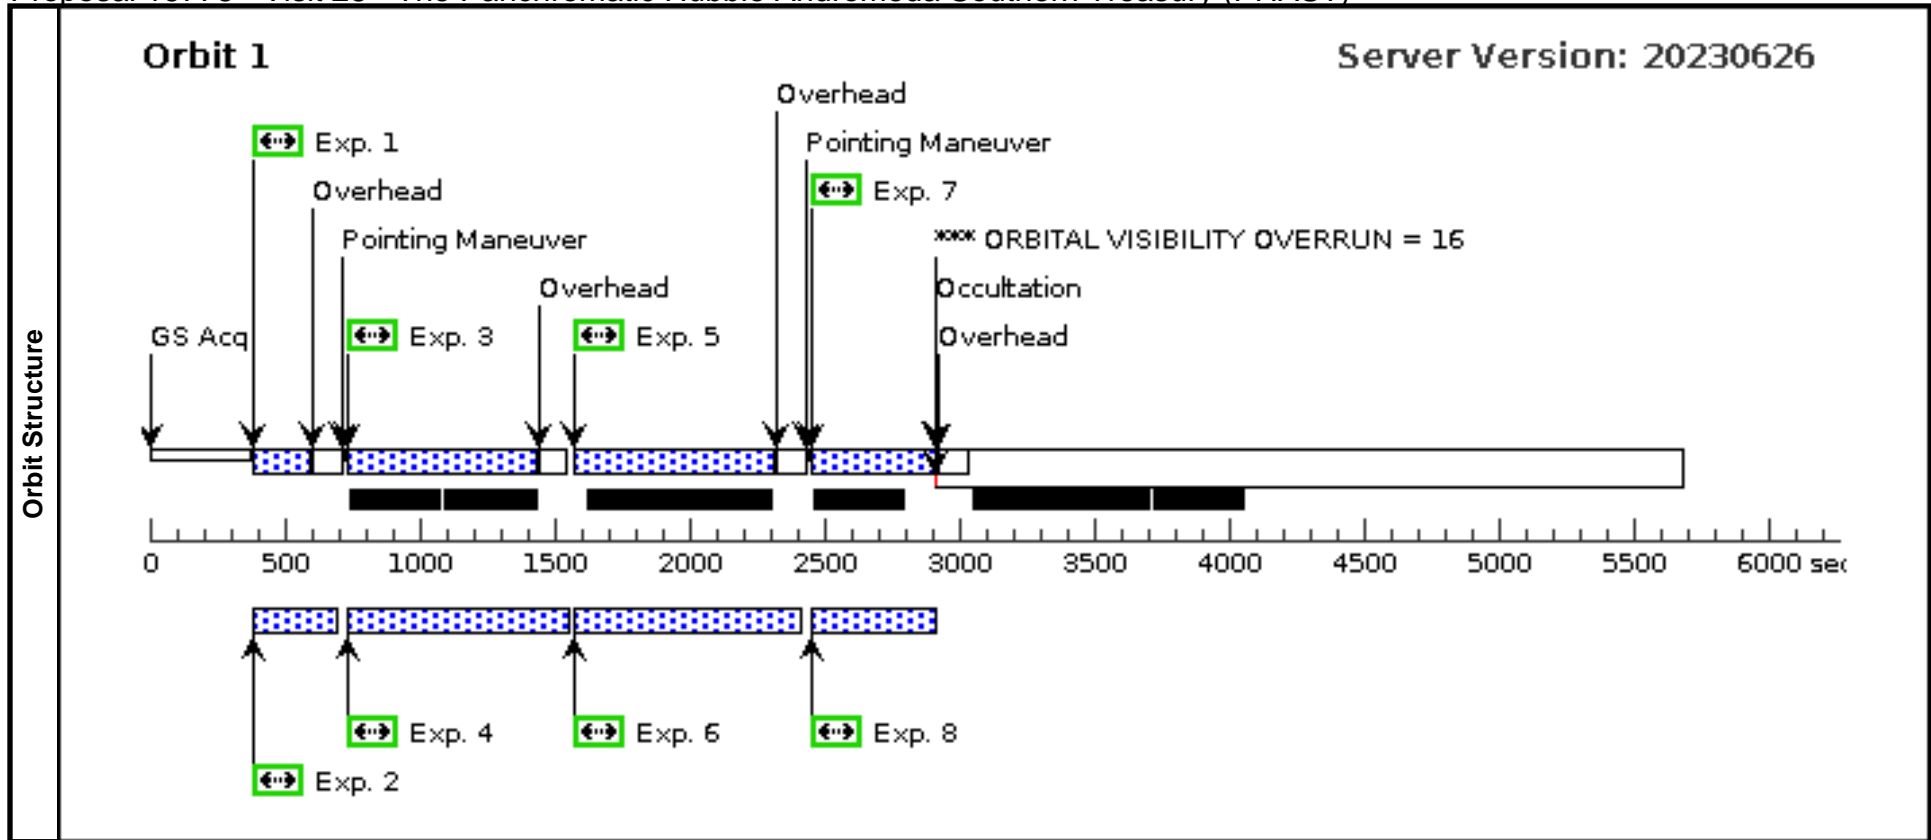 Orbit 1
Server Version: 20230626
Overhead
Exp. 1
Pointing Maneuver
Overhead
Exp. 7
Pointing Maneuver
*** ORBITAL VISIBILITY OVERRUN = 16
Overhead
Occultation
GS Acq
Exp. 3
Exp. 5
Overhead
Orbit Structure
0 500 1000 1500 2000 2500 3000 3500 4000 4500 5000 5500 6000
Exp. 4
Exp. 6
Exp. 8
Exp. 2